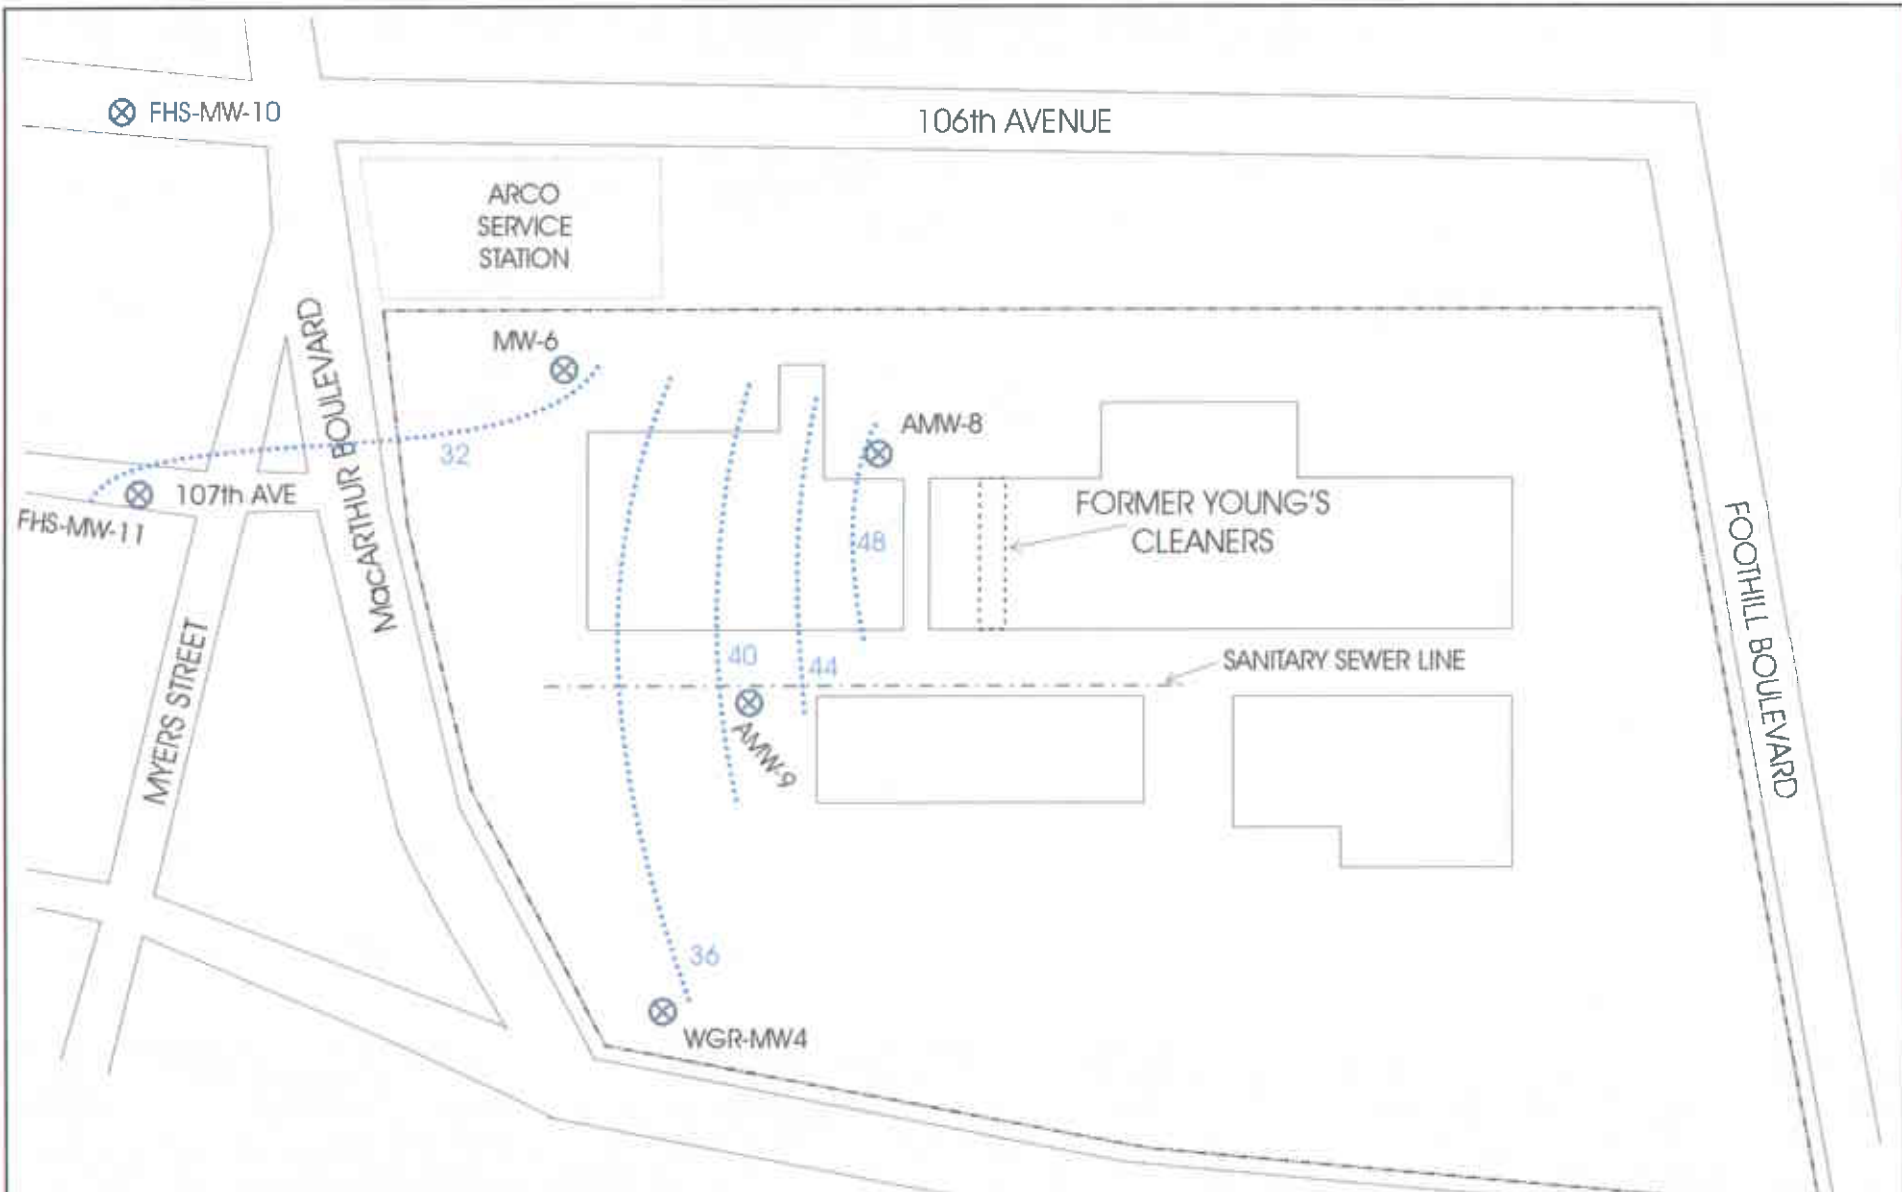 FHS-MW-10
106th AVENUE
ARCO
SERVICE
STATION
MacARTHUR BOULEVARD
MW-6
AMW-8
32
107th AVE
FHS-MW-11
FORMER YOUNG'S
CLEANERS
48
FOOTHILL BOULEVARD
MYERS STREET
40
44
SANITARY SEWER LINE
AMW-9
36
WGR-MW4